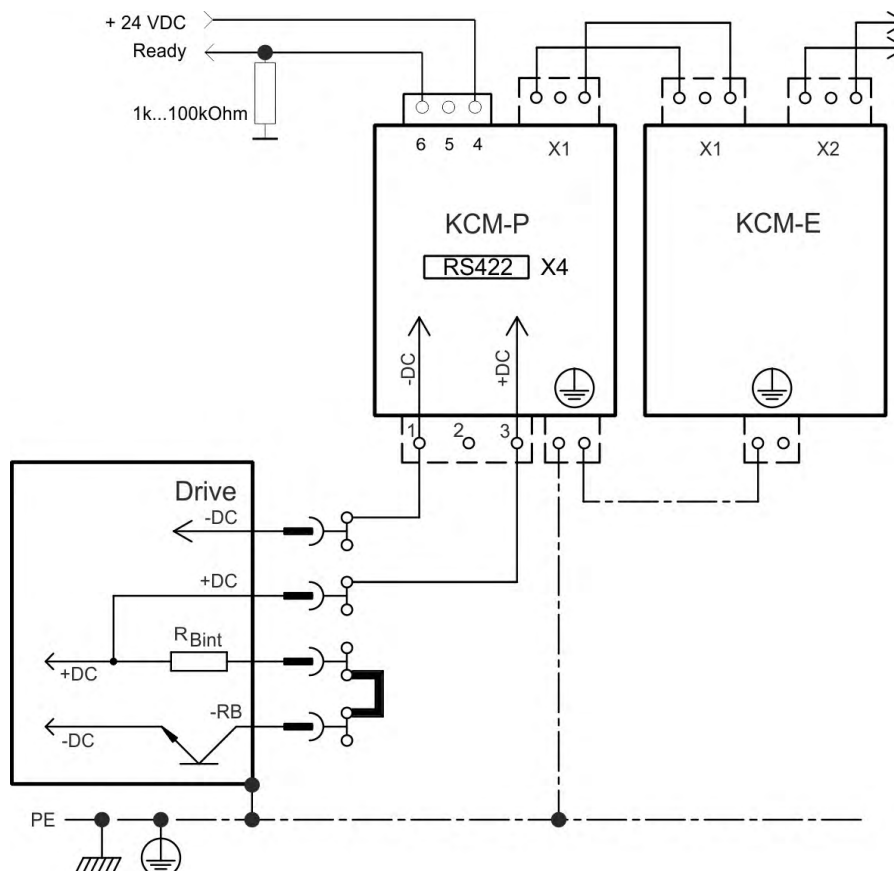 + 24 VDC
Ready
1k...100kOhm
6 5 4
X1
X1
X2
KCM-P
KCM-E
RS422 X4
-DC
+DC
1 2 3
Drive
-DC
+DC
RBint
+DC
-RB
-DC
PE